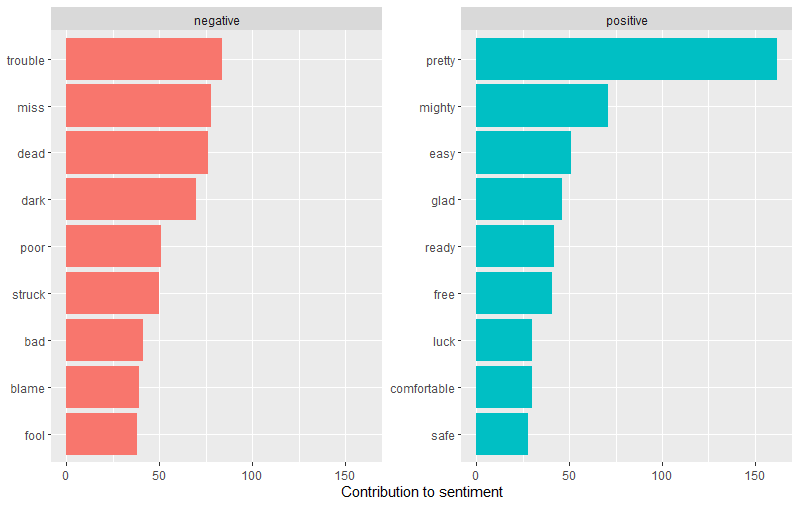 negative
trouble
miss
dead
dark
poor
struck
bad
blame
fool
0 50 100 150
positive
pretty
mighty
easy
glad
ready
free
luck
comfortable
safe
0 50 100 150
Contribution to sentiment